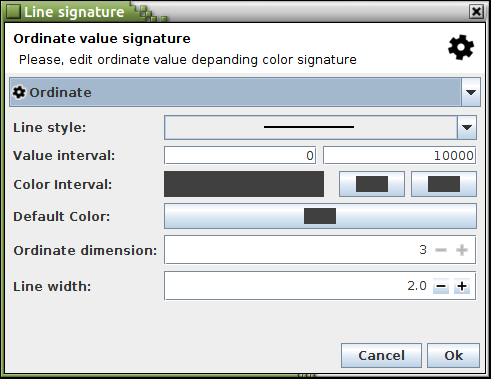 Line signature
Ordinate value signature
Please, edit ordinate value depanding color signature
Ordinate
Line style:
Value interval: 0 10000
Color Interval:
Default Color:
Ordinate dimension: 3
Line width: 2.0
Cancel Ok